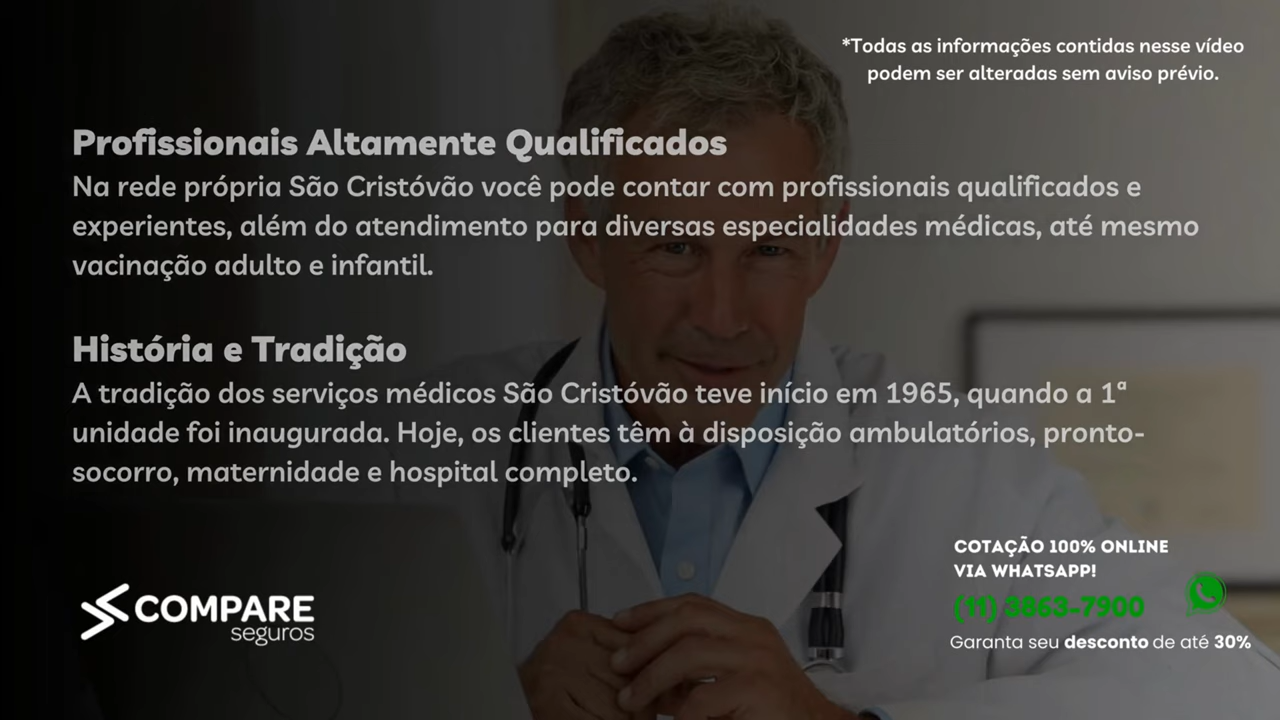 *Todas as informações contidas nesse vídeo
podem ser alteradas sem aviso prévio.
Profissionais Altamente Qualificados
Na rede própria São Cristóvão você pode contar com profissionais qualificados e
experientes, além do atendimento para diversas especialidades médicas, até mesmo
vacinação adulto e infantil.
História e Tradição
A tradição dos serviços médicos São Cristóvão teve início em 1965, quando a 1ª
unidade foi inaugurada. Hoje, os clientes têm à disposição ambulatórios, pronto-
socorro, maternidade e hospital completo.
COMPARE
seguros
COTAÇÃO 100% ONLINE
VIA WHATSAPP!
(11) 3863-7900
Garanta seu desconto de até 30%